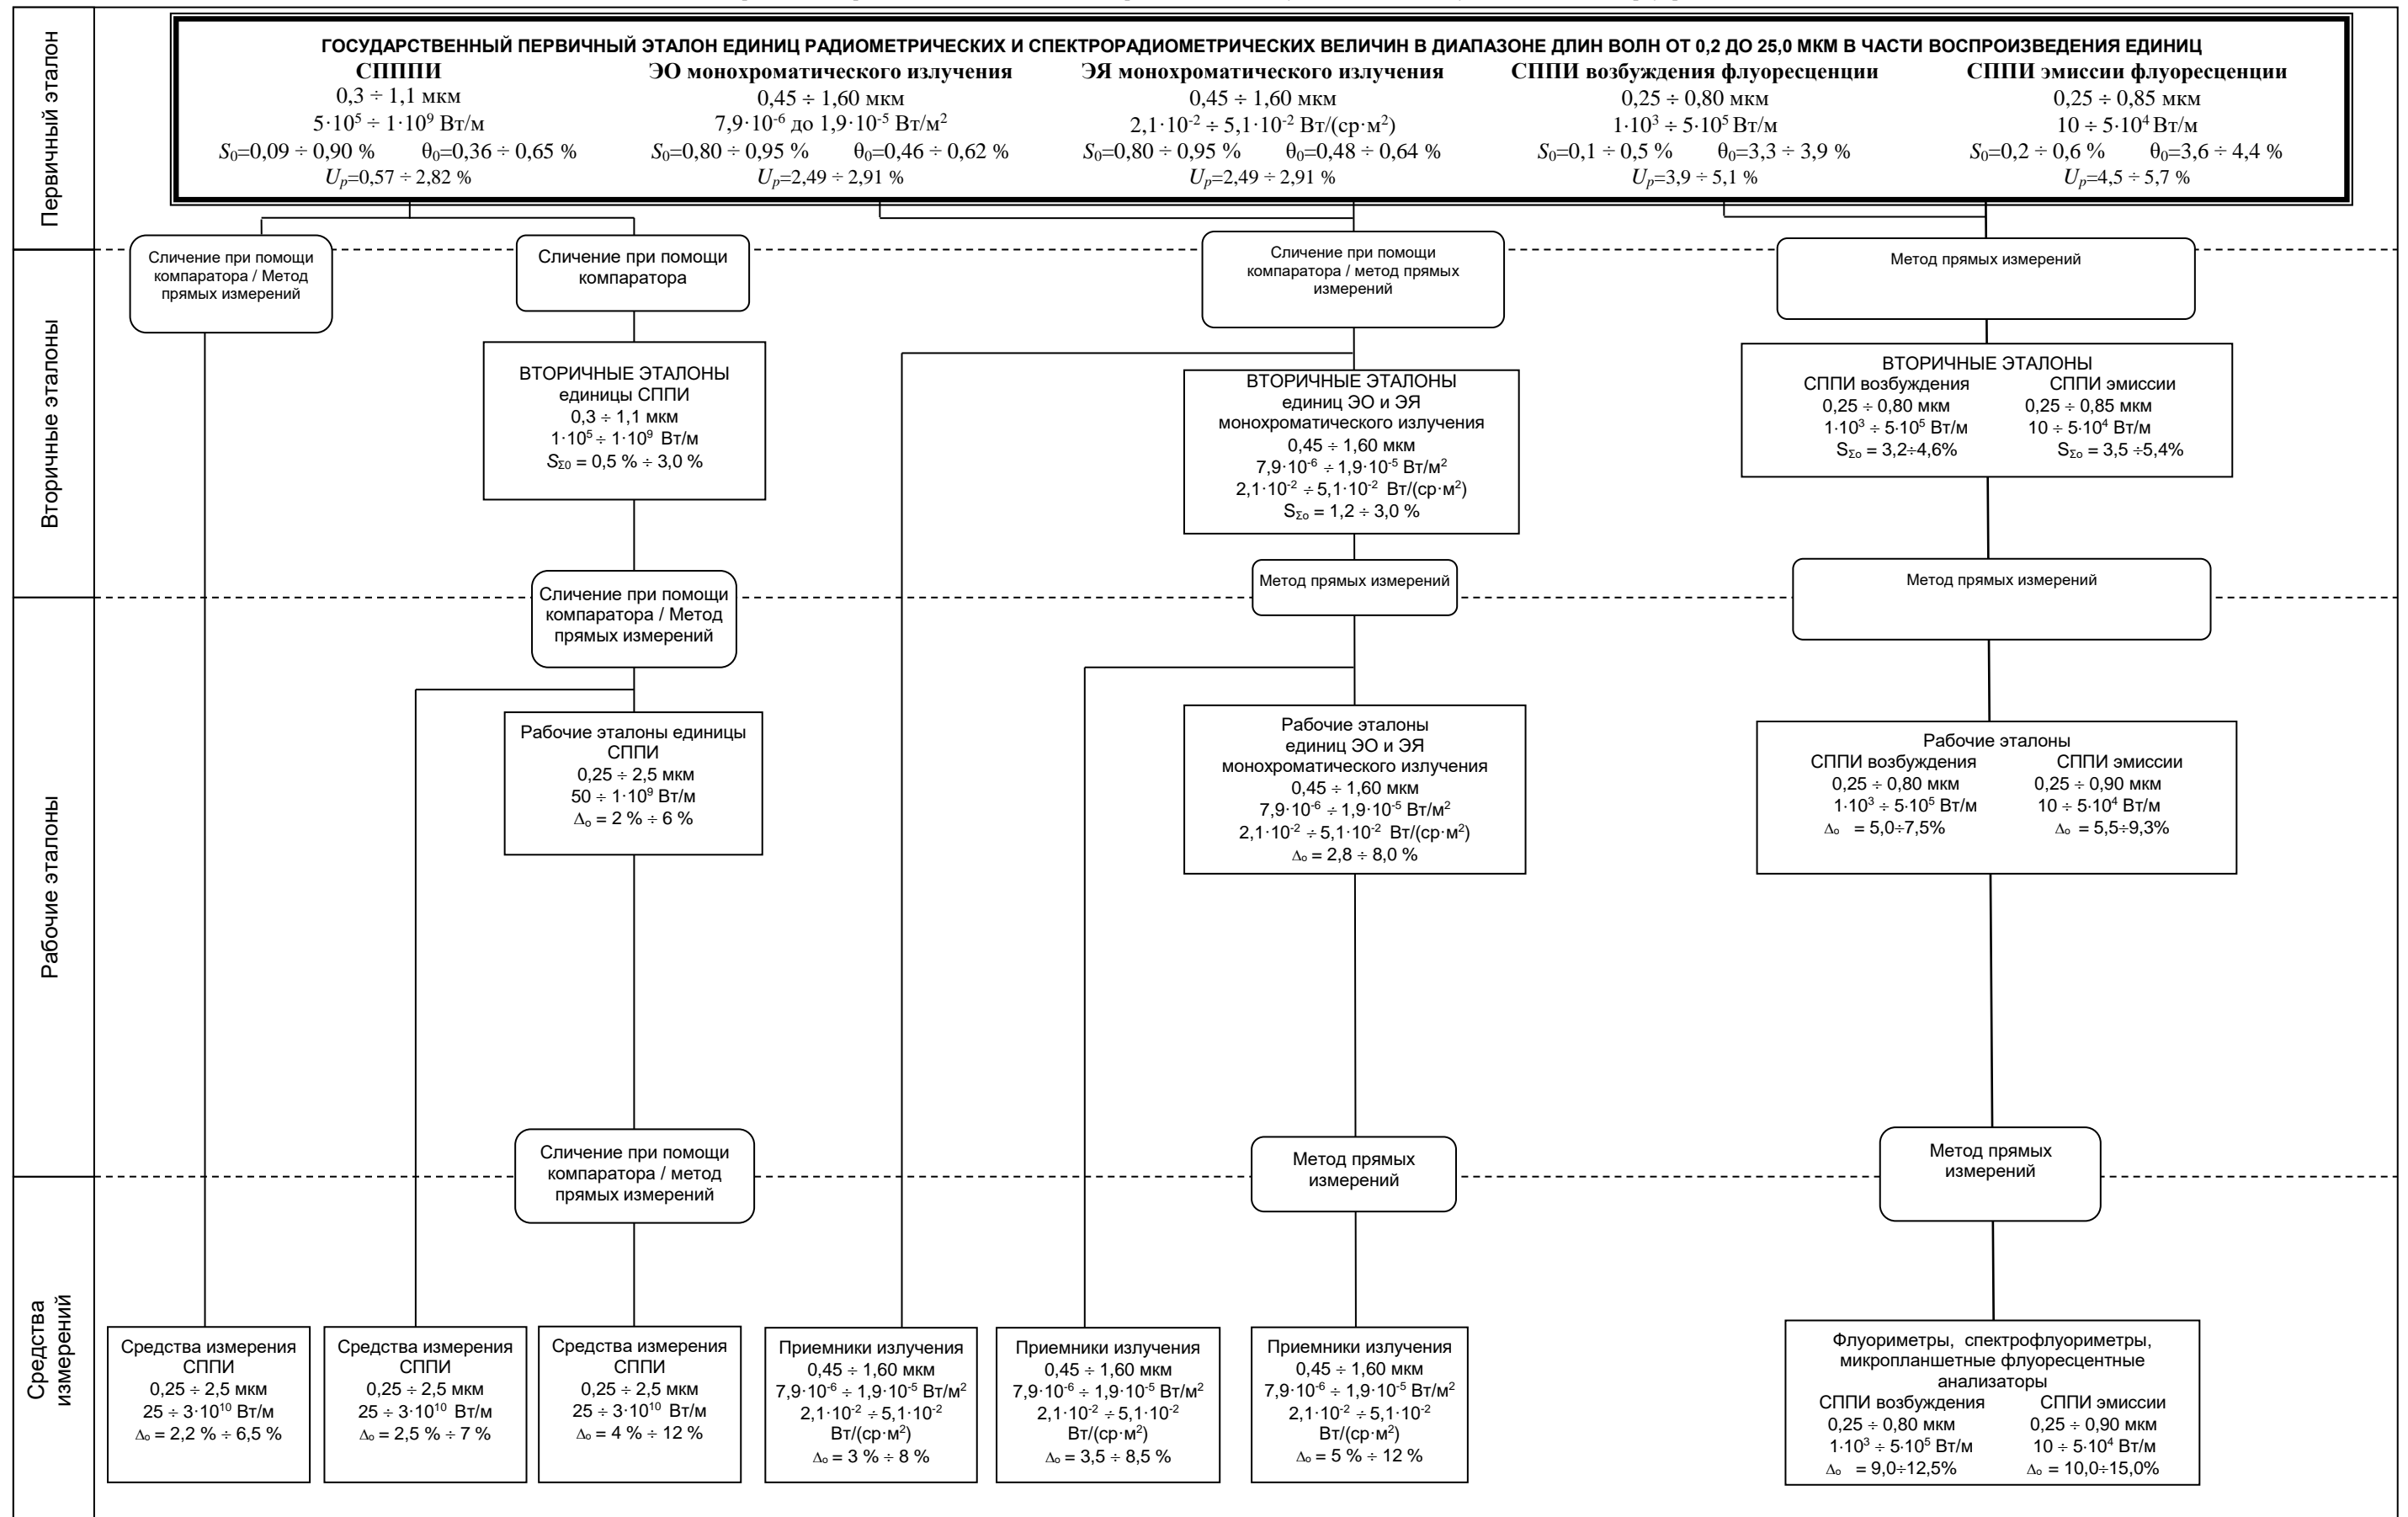 ГОСУДАРСТВЕННЫЙ ПЕРВИЧНЫЙ ЭТАЛОН ЕДИНИЦ РАДИОМЕТРИЧЕСКИХ И СПЕКТРОРАДИОМЕТРИЧЕСКИХ ВЕЛИЧИН В ДИАПАЗОНЕ ДЛИН ВОЛН ОТ 0,2 ДО 25,0 МКМ В ЧАСТИ ВОСПРОИЗВЕДЕНИЯ ЕДИНИЦ
СПППИ
0,3 ÷ 1,1 мкм
5·10⁵ ÷ 1·10⁹ Вт/м
S₀=0,09 ÷ 0,90 % θ₀=0,36 ÷ 0,65 %
Uₚ=0,57 ÷ 2,82 %
ЭО монохроматического излучения
0,45 ÷ 1,60 мкм
7,9·10⁻⁶ до 1,9·10⁻⁵ Вт/м²
S₀=0,80 ÷ 0,95 % θ₀=0,46 ÷ 0,62 %
Uₚ=2,49 ÷ 2,91 %
ЭЯ монохроматического излучения
0,45 ÷ 1,60 мкм
2,1·10⁻² ÷ 5,1·10⁻² Вт/(ср·м²)
S₀=0,80 ÷ 0,95 % θ₀=0,48 ÷ 0,64 %
Uₚ=2,49 ÷ 2,91 %
СППИ возбуждения флуоресценции
0,25 ÷ 0,80 мкм
1·10³ ÷ 5·10⁵ Вт/м
S₀=0,1 ÷ 0,5 % θ₀=3,3 ÷ 3,9 %
Uₚ=3,9 ÷ 5,1 %
СППИ эмиссии флуоресценции
0,25 ÷ 0,85 мкм
10 ÷ 5·10⁴ Вт/м
S₀=0,2 ÷ 0,6 % θ₀=3,6 ÷ 4,4 %
Uₚ=4,5 ÷ 5,7 %
Первичный эталон
Сличение при помощи
компаратора / Метод
прямых измерений
Сличение при помощи
компаратора
Сличение при помощи
компаратора / метод прямых
измерений
Метод прямых измерений
Вторичные эталоны
ВТОРИЧНЫЕ ЭТАЛОНЫ
единицы СППИ
0,3 ÷ 1,1 мкм
1·10⁵ ÷ 1·10⁹ Вт/м
S_Σ0 = 0,5 % ÷ 3,0 %
ВТОРИЧНЫЕ ЭТАЛОНЫ
единиц ЭО и ЭЯ
монохроматического излучения
0,45 ÷ 1,60 мкм
7,9·10⁻⁶ ÷ 1,9·10⁻⁵ Вт/м²
2,1·10⁻² ÷ 5,1·10⁻² Вт/(ср·м²)
S_Σo = 1,2 ÷ 3,0 %
ВТОРИЧНЫЕ ЭТАЛОНЫ
СППИ возбуждения СППИ эмиссии
0,25 ÷ 0,80 мкм 0,25 ÷ 0,85 мкм
1·10³ ÷ 5·10⁵ Вт/м 10 ÷ 5·10⁴ Вт/м
S_Σo = 3,2÷4,6% S_Σo = 3,5 ÷5,4%
Сличение при помощи
компаратора / Метод
прямых измерений
Метод прямых измерений
Метод прямых измерений
Рабочие эталоны
Рабочие эталоны единицы
СППИ
0,25 ÷ 2,5 мкм
50 ÷ 1·10⁹ Вт/м
Δₒ = 2 % ÷ 6 %
Рабочие эталоны
единиц ЭО и ЭЯ
монохроматического излучения
0,45 ÷ 1,60 мкм
7,9·10⁻⁶ ÷ 1,9·10⁻⁵ Вт/м²
2,1·10⁻² ÷ 5,1·10⁻² Вт/(ср·м²)
Δₒ = 2,8 ÷ 8,0 %
Рабочие эталоны
СППИ возбуждения СППИ эмиссии
0,25 ÷ 0,80 мкм 0,25 ÷ 0,90 мкм
1·10³ ÷ 5·10⁵ Вт/м 10 ÷ 5·10⁴ Вт/м
Δₒ = 5,0÷7,5% Δₒ = 5,5÷9,3%
Сличение при помощи
компаратора / метод
прямых измерений
Метод прямых
измерений
Метод прямых
измерений
Средства
измерений
Средства измерения
СППИ
0,25 ÷ 2,5 мкм
25 ÷ 3·10¹⁰ Вт/м
Δₒ = 2,2 % ÷ 6,5 %
Средства измерения
СППИ
0,25 ÷ 2,5 мкм
25 ÷ 3·10¹⁰ Вт/м
Δₒ = 2,5 % ÷ 7 %
Средства измерения
СППИ
0,25 ÷ 2,5 мкм
25 ÷ 3·10¹⁰ Вт/м
Δₒ = 4 % ÷ 12 %
Приемники излучения
0,45 ÷ 1,60 мкм
7,9·10⁻⁶ ÷ 1,9·10⁻⁵ Вт/м²
2,1·10⁻² ÷ 5,1·10⁻²
Вт/(ср·м²)
Δₒ = 3 % ÷ 8 %
Приемники излучения
0,45 ÷ 1,60 мкм
7,9·10⁻⁶ ÷ 1,9·10⁻⁵ Вт/м²
2,1·10⁻² ÷ 5,1·10⁻²
Вт/(ср·м²)
Δₒ = 3,5 ÷ 8,5 %
Приемники излучения
0,45 ÷ 1,60 мкм
7,9·10⁻⁶ ÷ 1,9·10⁻⁵ Вт/м²
2,1·10⁻² ÷ 5,1·10⁻²
Вт/(ср·м²)
Δₒ = 5 % ÷ 12 %
Флуориметры, спектрофлуориметры,
микропланшетные флуоресцентные
анализаторы
СППИ возбуждения СППИ эмиссии
0,25 ÷ 0,80 мкм 0,25 ÷ 0,90 мкм
1·10³ ÷ 5·10⁵ Вт/м 10 ÷ 5·10⁴ Вт/м
Δₒ = 9,0÷12,5% Δₒ = 10,0÷15,0%